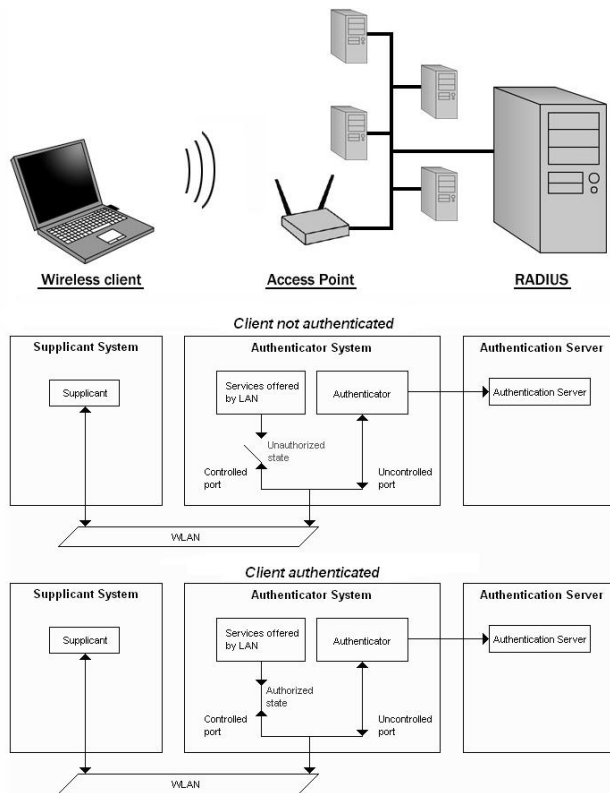 Wireless client
Access Point
RADIUS
Client not authenticated
Supplicant System
Authenticator System
Authentication Server
Supplicant
Services offered
by LAN
Authenticator
Authentication Server
Unauthorized
state
Controlled
port
Uncontrolled
port
WLAN
Client authenticated
Supplicant System
Authenticator System
Authentication Server
Supplicant
Services offered
by LAN
Authenticator
Authentication Server
Authorized
state
Controlled
port
Uncontrolled
port
WLAN